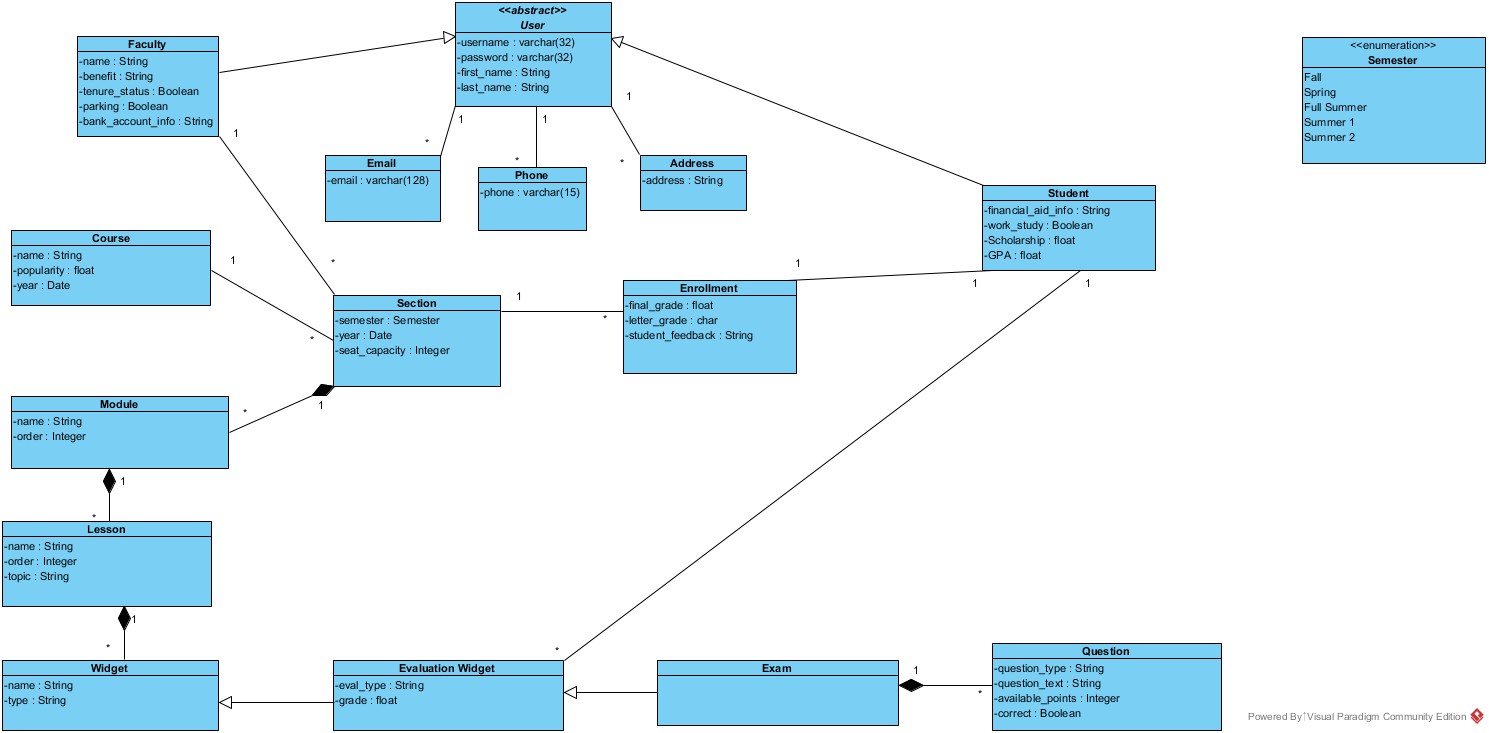 <<abstract>>
User
-username : varchar(32)
-password : varchar(32)
-first_name : String
-last_name : String
Faculty
-name : String
-benefit : String
-tenure_status : Boolean
-parking : Boolean
-bank_account_info : String
<<enumeration>>
Semester
Fall
Spring
Full Summer
Summer 1
Summer 2
1
1
1
1
*
*
*
Email
-email : varchar(128)
Phone
-phone : varchar(15)
Address
-address : String
Student
-financial_aid_info : String
-work_study : Boolean
-Scholarship : float
-GPA : float
Course
-name : String
-popularity : float
-year : Date
1
*
1
1
1
Section
-semester : Semester
-year : Date
-seat_capacity : Integer
*
1
*
Enrollment
-final_grade : float
-letter_grade : char
-student_feedback : String
Module
-name : String
-order : Integer
*
1
1
*
Lesson
-name : String
-order : Integer
-topic : String
1
*
Widget
-name : String
-type : String
*
Evaluation Widget
-eval_type : String
-grade : float
Exam
1
*
Question
-question_type : String
-question_text : String
-available_points : Integer
-correct : Boolean
Powered By Visual Paradigm Community Edition